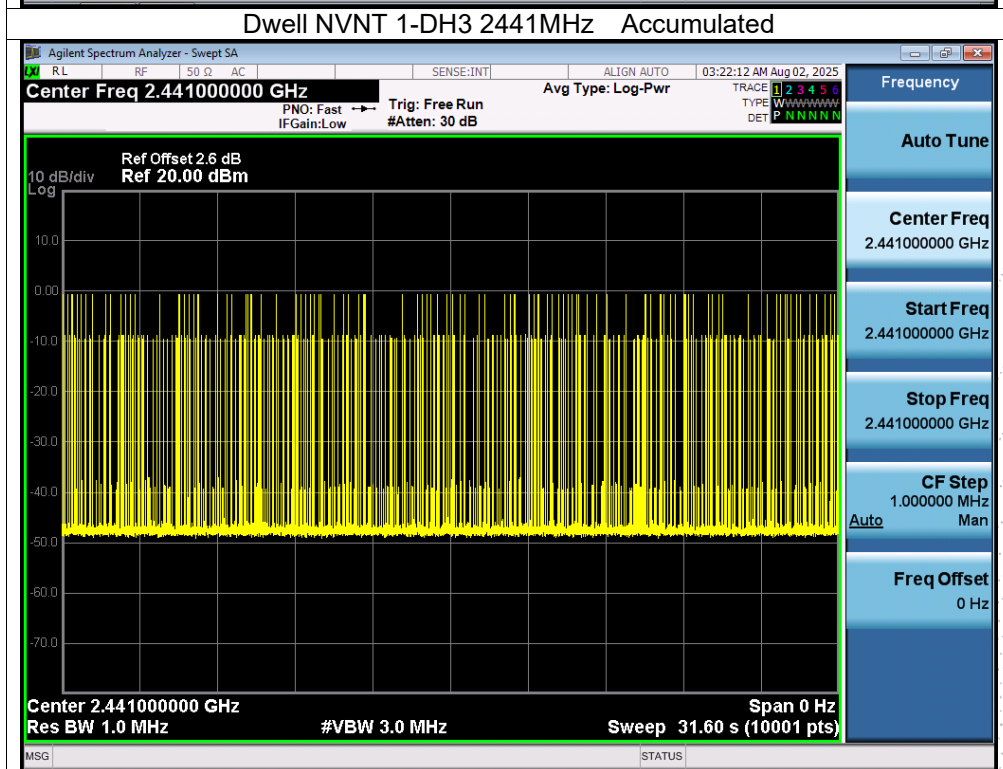 Dwell NVNT 1-DH3 2441MHz Accumulated
Agilent Spectrum Analyzer - Swept SA
LXI RL RF 50 Ω AC SENSE:INT ALIGN AUTO 03:22:12 AM Aug 02, 2025
Center Freq 2.441000000 GHz
PNO: Fast
IFGain:Low
Trig: Free Run
#Atten: 30 dB
Avg Type: Log-Pwr
TRACE 1 2 3 4 5 6
TYPE WWWWWW
DET P N N N N N
Ref Offset 2.6 dB
10 dB/div Ref 20.00 dBm
Log
10.0
0.00
-10.0
-20.0
-30.0
-40.0
-50.0
-60.0
-70.0
Center 2.441000000 GHz Span 0 Hz
Res BW 1.0 MHz #VBW 3.0 MHz Sweep 31.60 s (10001 pts)
MSG STATUS
Frequency
Auto Tune
Center Freq
2.441000000 GHz
Start Freq
2.441000000 GHz
Stop Freq
2.441000000 GHz
CF Step
1.000000 MHz
Auto Man
Freq Offset
0 Hz